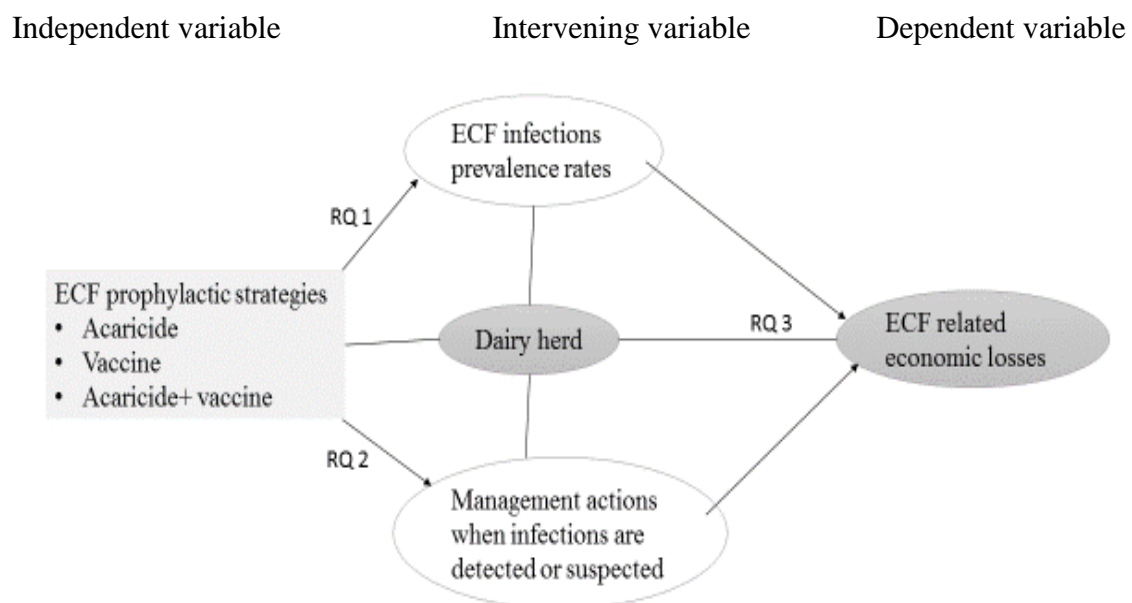 Independent variable
Intervening variable
Dependent variable
ECF infections
prevalence rates
RQ 1
ECF prophylactic strategies
• Acaricide
• Vaccine
• Acaricide+ vaccine
Dairy herd
RQ 3
ECF related
economic losses
RQ 2
Management actions
when infections are
detected or suspected